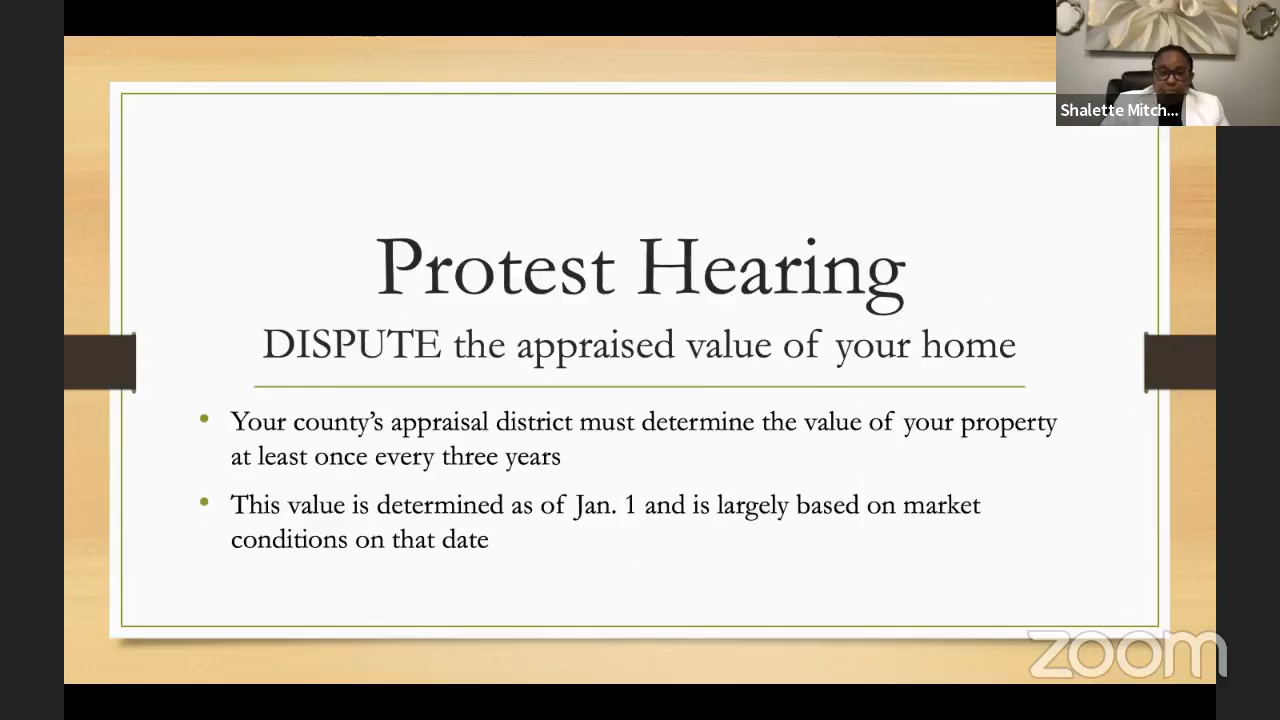 Shalette Mitch...
Protest Hearing
DISPUTE the appraised value of your home
• Your county’s appraisal district must determine the value of your property
at least once every three years
• This value is determined as of Jan. 1 and is largely based on market
conditions on that date
zoom